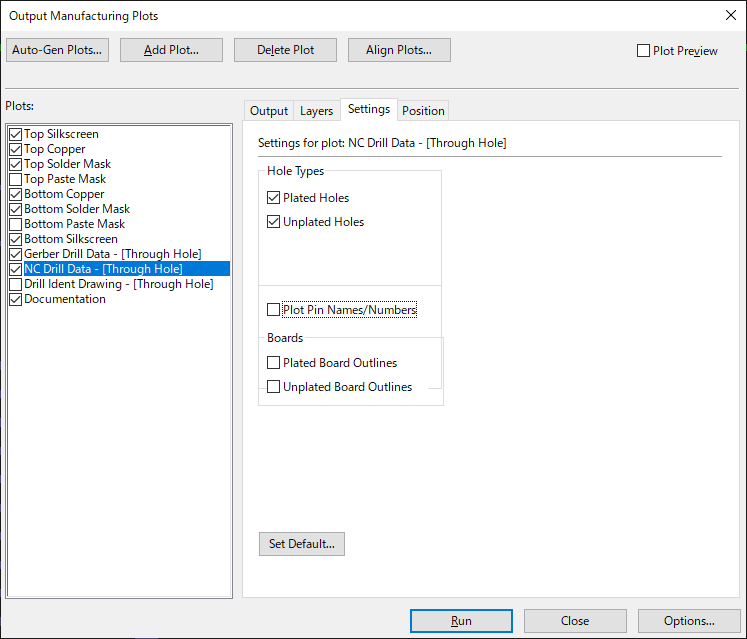 Output Manufacturing Plots
Auto-Gen Plots...
Add Plot...
Delete Plot
Align Plots...
Plot Preview
Plots:
Top Silkscreen
Top Copper
Top Solder Mask
Top Paste Mask
Bottom Copper
Bottom Solder Mask
Bottom Paste Mask
Bottom Silkscreen
Gerber Drill Data - [Through Hole]
NC Drill Data - [Through Hole]
Drill Ident Drawing - [Through Hole]
Documentation
Output
Layers
Settings
Position
Settings for plot: NC Drill Data - [Through Hole]
Hole Types
Plated Holes
Unplated Holes
Plot Pin Names/Numbers
Boards
Plated Board Outlines
Unplated Board Outlines
Set Default...
Run
Close
Options...